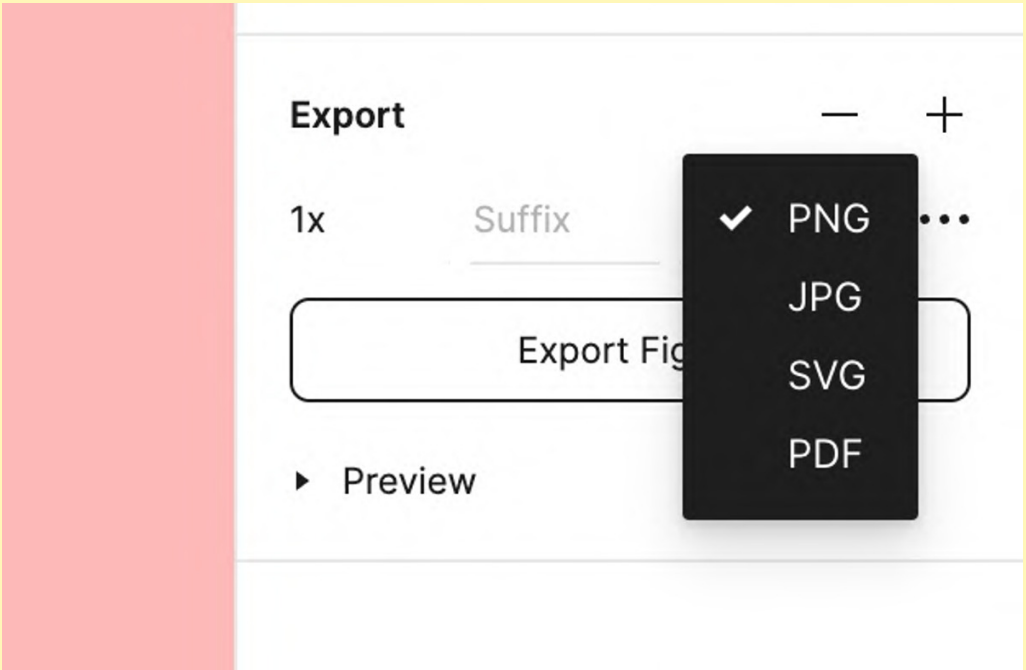 Export
1x Suffix PNG
JPG
Export Fig
SVG
PDF
Preview